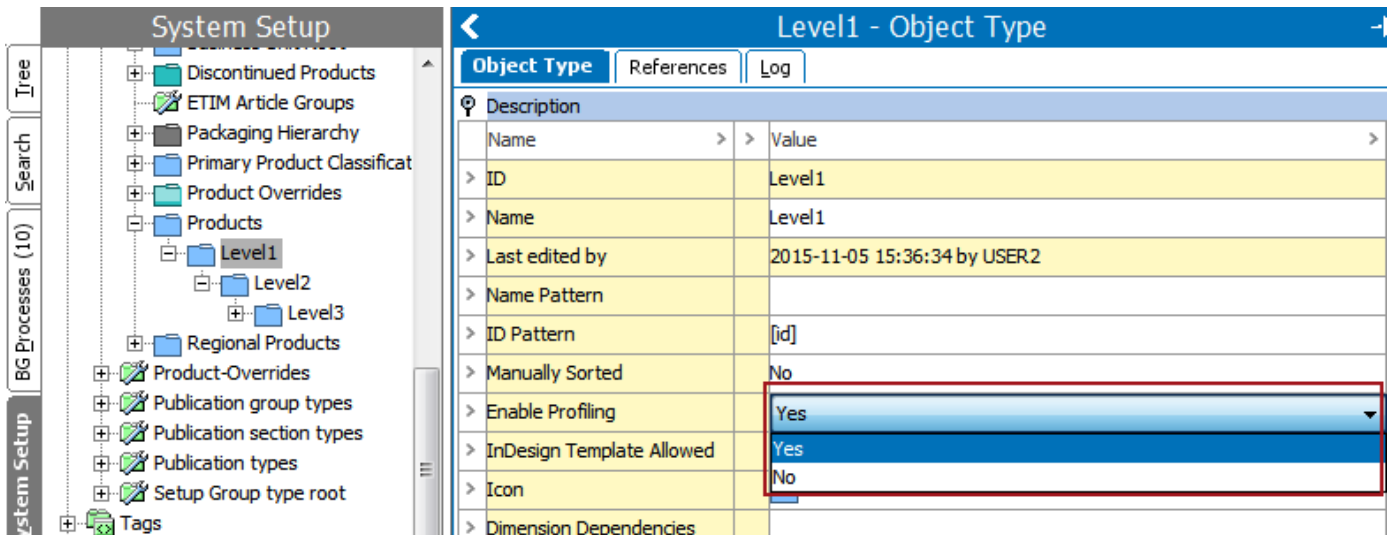 System Setup
Discontinued Products
ETIM Article Groups
Packaging Hierarchy
Primary Product Classificat
Product Overrides
Products
Level1
Level2
Level3
Regional Products
Product-Overrides
Publication group types
Publication section types
Publication types
Setup Group type root
Tags
Tree
Search
BG Processes (10)
ystem Setup
Level1 - Object Type
Object Type References Log
Description
Name > > Value >
> ID Level1
> Name Level1
> Last edited by 2015-11-05 15:36:34 by USER2
> Name Pattern
> ID Pattern [id]
> Manually Sorted No
> Enable Profiling Yes
Yes
> InDesign Template Allowed
No
> Icon
> Dimension Dependencies